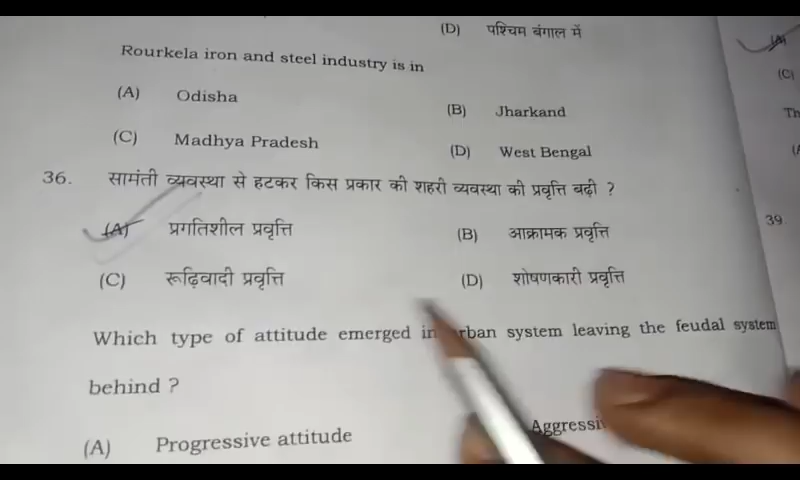 (D) पश्चिम बंगाल में
Rourkela iron and steel industry is in
(A) Odisha
(B) Jharkand
(C) Madhya Pradesh
(D) West Bengal
36. सामंती व्यवस्था से हटकर किस प्रकार की शहरी व्यवस्था की प्रवृत्ति बढ़ी ?
(A) प्रगतिशील प्रवृत्ति
(B) आक्रामक प्रवृत्ति
(C) रूढ़िवादी प्रवृत्ति
(D) शोषणकारी प्रवृत्ति
Which type of attitude emerged in urban system leaving the feudal system
behind ?
(A) Progressive attitude
(A)
(C)
Th
39